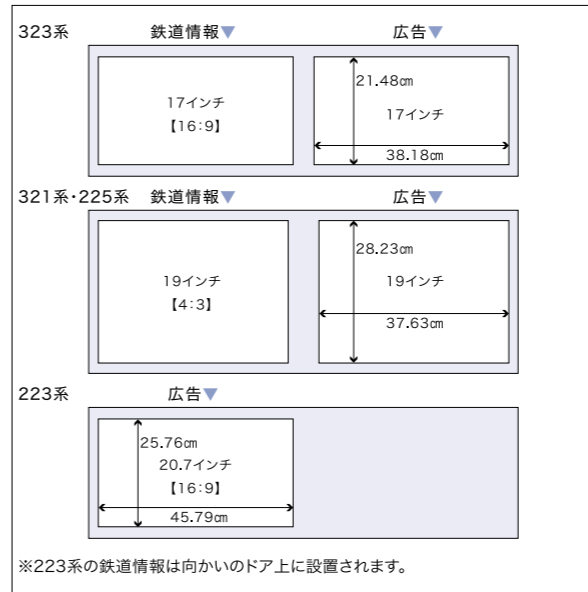 323系 鉄道情報▼ 広告▼
17インチ
【16:9】
21.48㎝
17インチ
38.18㎝
321系・225系 鉄道情報▼ 広告▼
19インチ
【4:3】
28.23㎝
19インチ
37.63㎝
223系 広告▼
25.76㎝
20.7インチ
【16:9】
45.79㎝
※223系の鉄道情報は向かいのドア上に設置されます。